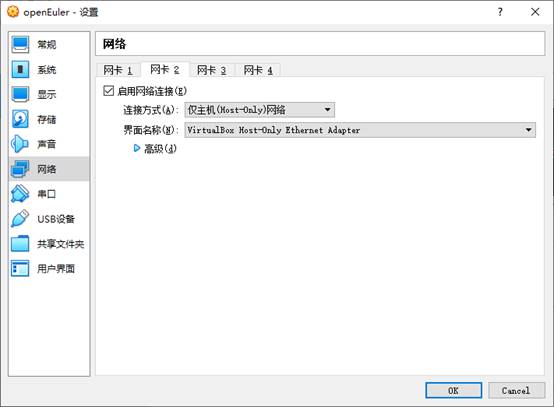 openEuler - 设置
常规
系统
显示
存储
声音
网络
串口
USB设备
共享文件夹
用户界面
网络
网卡 1 网卡 2 网卡 3 网卡 4
启用网络连接(E)
连接方式(A): 仅主机(Host-Only)网络
界面名称(N): VirtualBox Host-Only Ethernet Adapter
高级(d)
OK Cancel